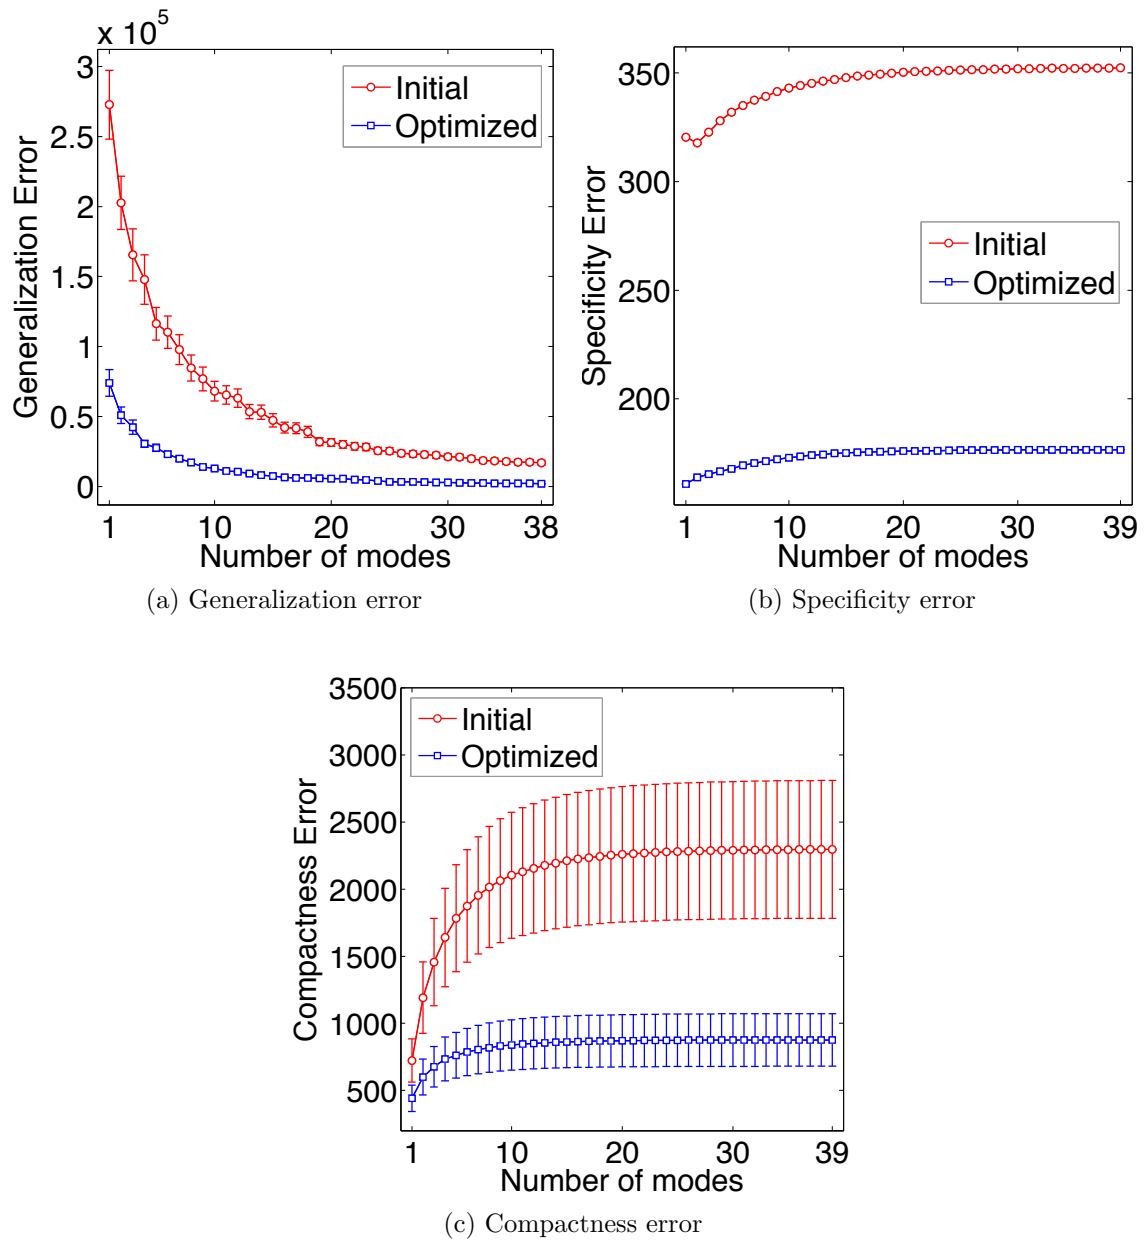 x 10^5
3
2.5
2
1.5
1
0.5
0
Generalization Error
Initial
Optimized
1 10 20 30 38
Number of modes
(a) Generalization error
350
300
250
200
Specificity Error
Initial
Optimized
1 10 20 30 39
Number of modes
(b) Specificity error
3500
3000
2500
2000
1500
1000
500
Compactness Error
Initial
Optimized
1 10 20 30 39
Number of modes
(c) Compactness error